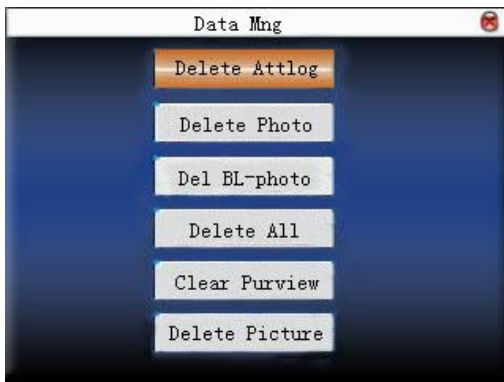 Data Mng
Delete Attlog
Delete Photo
Del BL-photo
Delete All
Clear Purview
Delete Picture